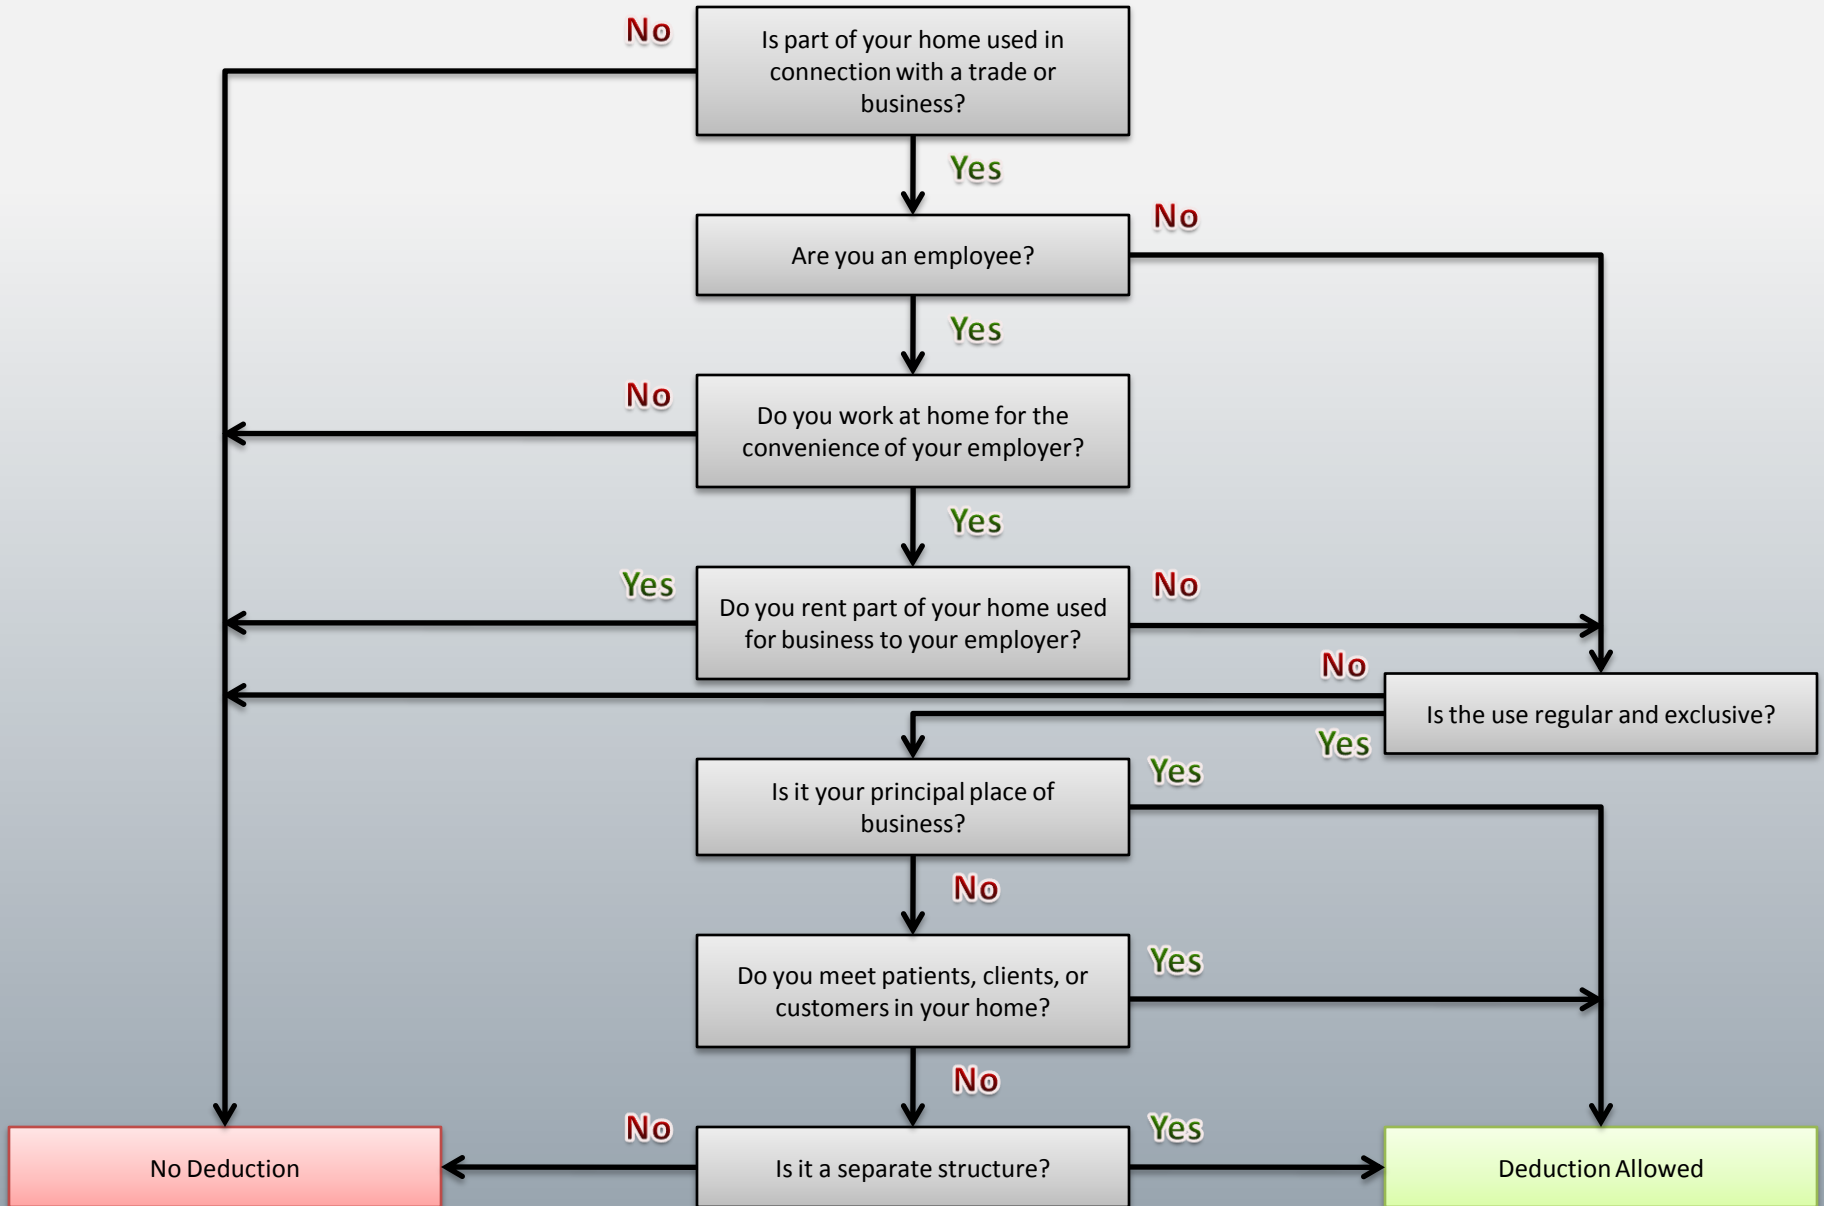 No
Is part of your home used in
connection with a trade or
business?
Yes
No
Are you an employee?
Yes
No
Do you work at home for the
convenience of your employer?
Yes
Yes
No
Do you rent part of your home used
for business to your employer?
No
Is the use regular and exclusive?
Yes
Yes
Is it your principal place of
business?
No
Yes
Do you meet patients, clients, or
customers in your home?
No
No
Yes
No Deduction
Is it a separate structure?
Deduction Allowed